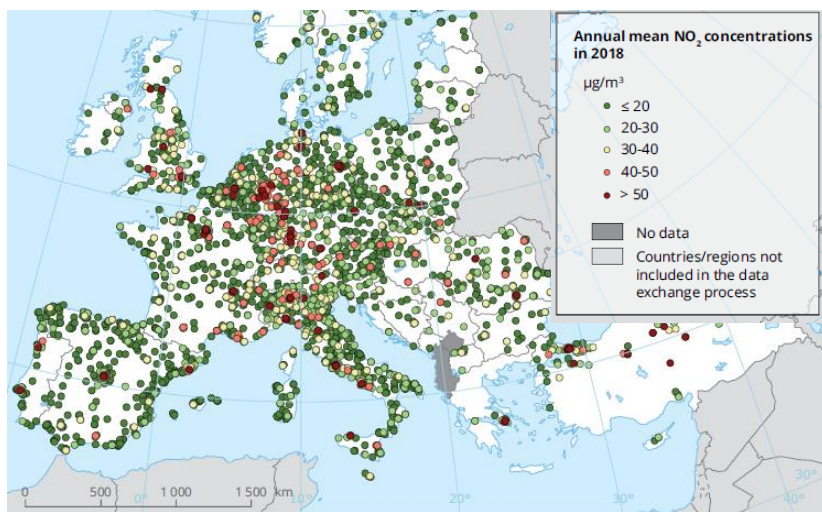 Annual mean NO₂ concentrations
in 2018
µg/m³
≤ 20
20-30
30-40
40-50
> 50
No data
Countries/regions not
included in the data
exchange process
0 500 1 000 1 500 km
0° 10° 20° 30° 40°
30°